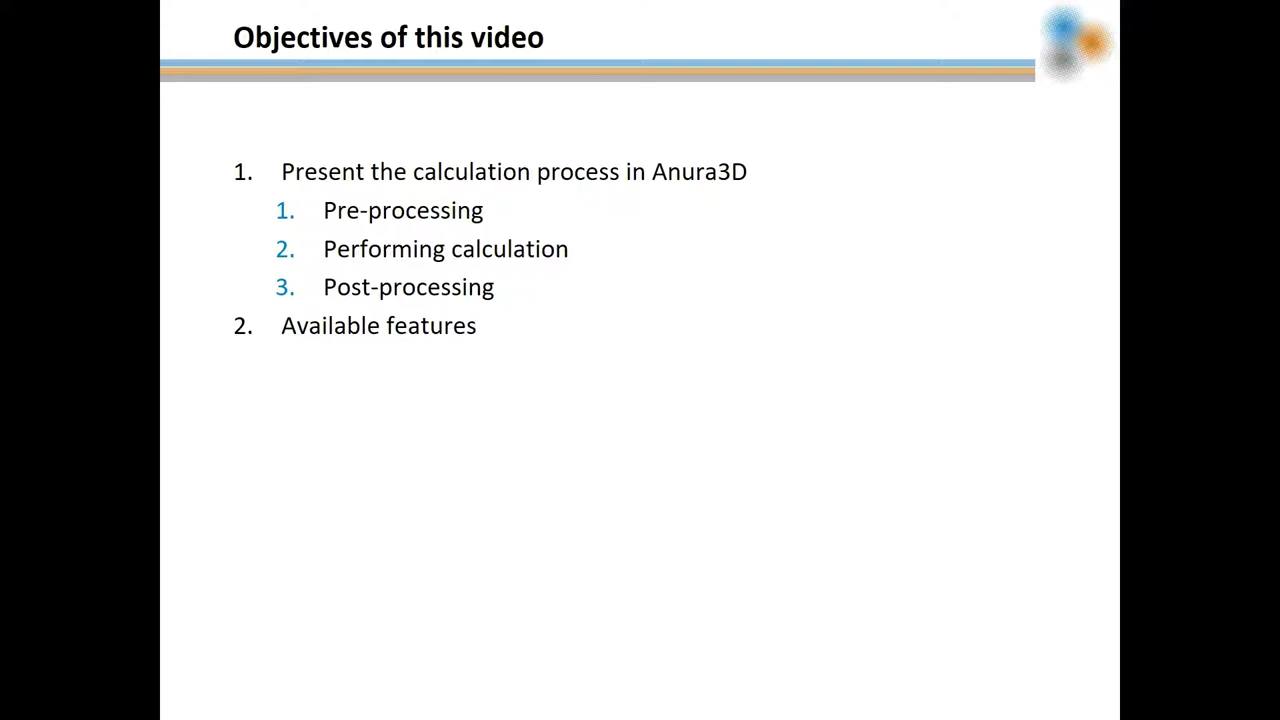 Objectives of this video
1. Present the calculation process in Anura3D
1. Pre-processing
2. Performing calculation
3. Post-processing
2. Available features